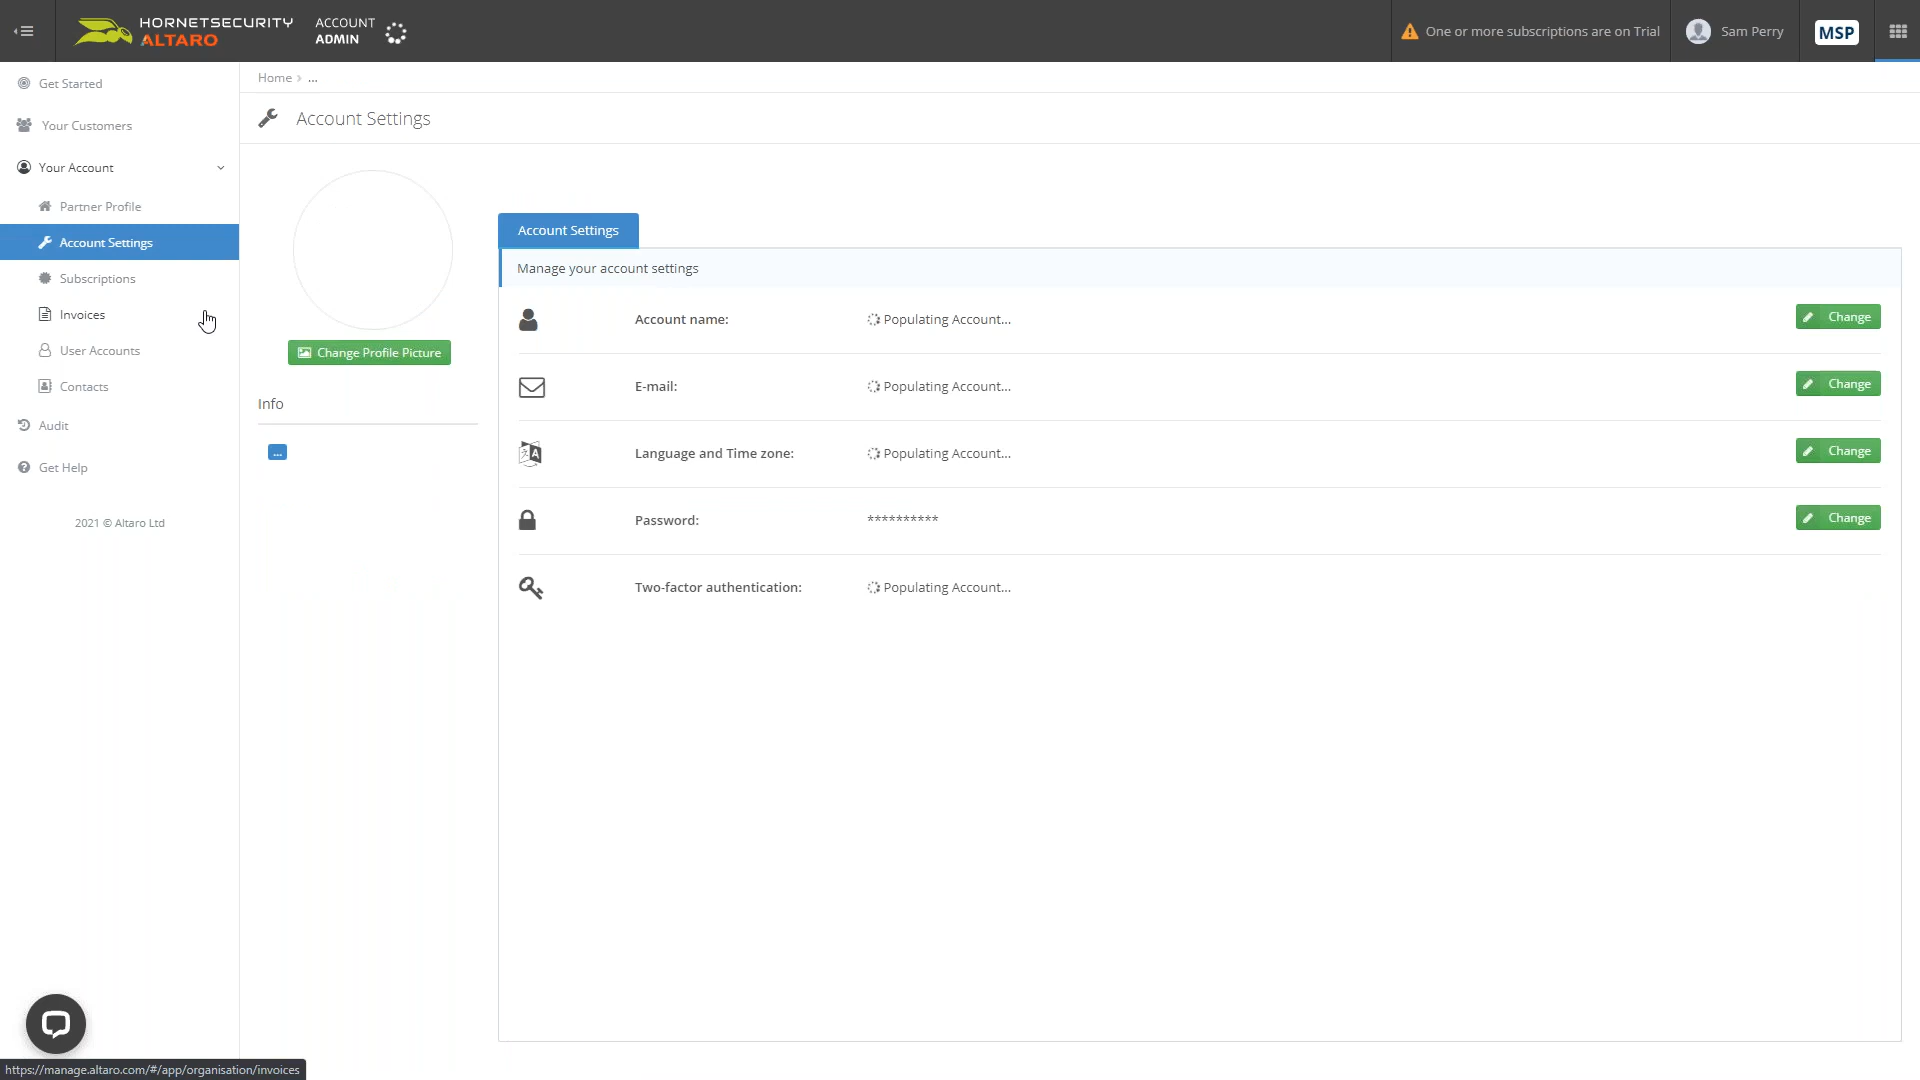 HORNETSECURITY
ALTARO
ACCOUNT
ADMIN
One or more subscriptions are on Trial
Sam Perry
MSP
Get Started
Your Customers
Your Account
Partner Profile
Account Settings
Subscriptions
Invoices
User Accounts
Contacts
Audit
Get Help
2021 © Altaro Ltd
Home › ...
Account Settings
Change Profile Picture
Info
...
Account Settings
Manage your account settings
Account name: Populating Account... Change
E-mail: Populating Account... Change
Language and Time zone: Populating Account... Change
Password: ********** Change
Two-factor authentication: Populating Account...
https://manage.altaro.com/#/app/organisation/invoices